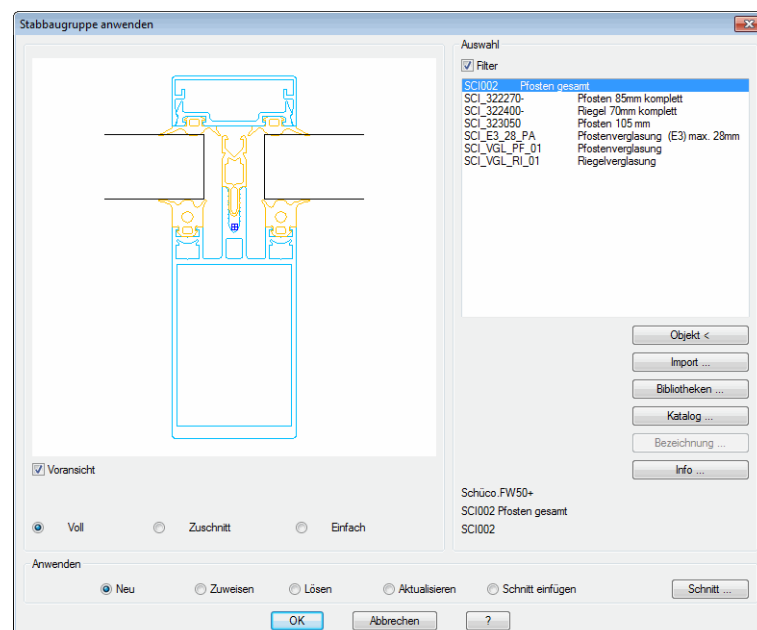 Stabbaugruppe anwenden
Auswahl
Filter
SCI002 Pfosten gesamt
SCI_322270- Pfosten 85mm komplett
SCI_322400- Riegel 70mm komplett
SCI_323050 Pfosten 105 mm
SCI_E3_28_PA Pfostenverglasung (E3) max. 28mm
SCI_VGL_PF_01 Pfostenverglasung
SCI_VGL_RI_01 Riegelverglasung
Objekt <
Import ...
Bibliotheken ...
Katalog ...
Bezeichnung ...
Info ...
Voransicht
Schüco.FW50+
SCI002 Pfosten gesamt
SCI002
Voll Zuschnitt Einfach
Anwenden
Neu Zuweisen Lösen Aktualisieren Schnitt einfügen Schnitt ...
OK Abbrechen ?